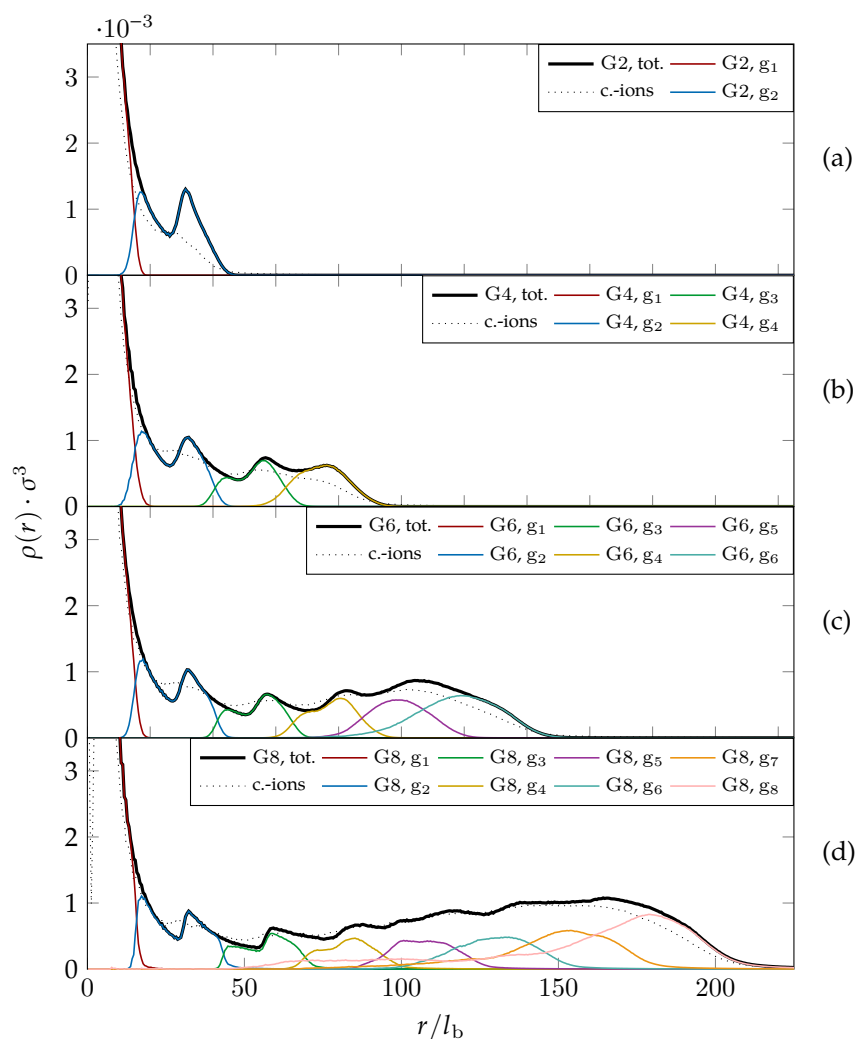 ·10⁻³
G2, tot. G2, g₁
c.-ions G2, g₂
3
2
1
0
(a)
G4, tot. G4, g₁ G4, g₃
c.-ions G4, g₂ G4, g₄
3
2
1
0
(b)
ρ(r) · σ³
G6, tot. G6, g₁ G6, g₃ G6, g₅
c.-ions G6, g₂ G6, g₄ G6, g₆
3
2
1
0
(c)
G8, tot. G8, g₁ G8, g₃ G8, g₅ G8, g₇
c.-ions G8, g₂ G8, g₄ G8, g₆ G8, g₈
3
2
1
0
(d)
0 50 100 150 200
r/l_b